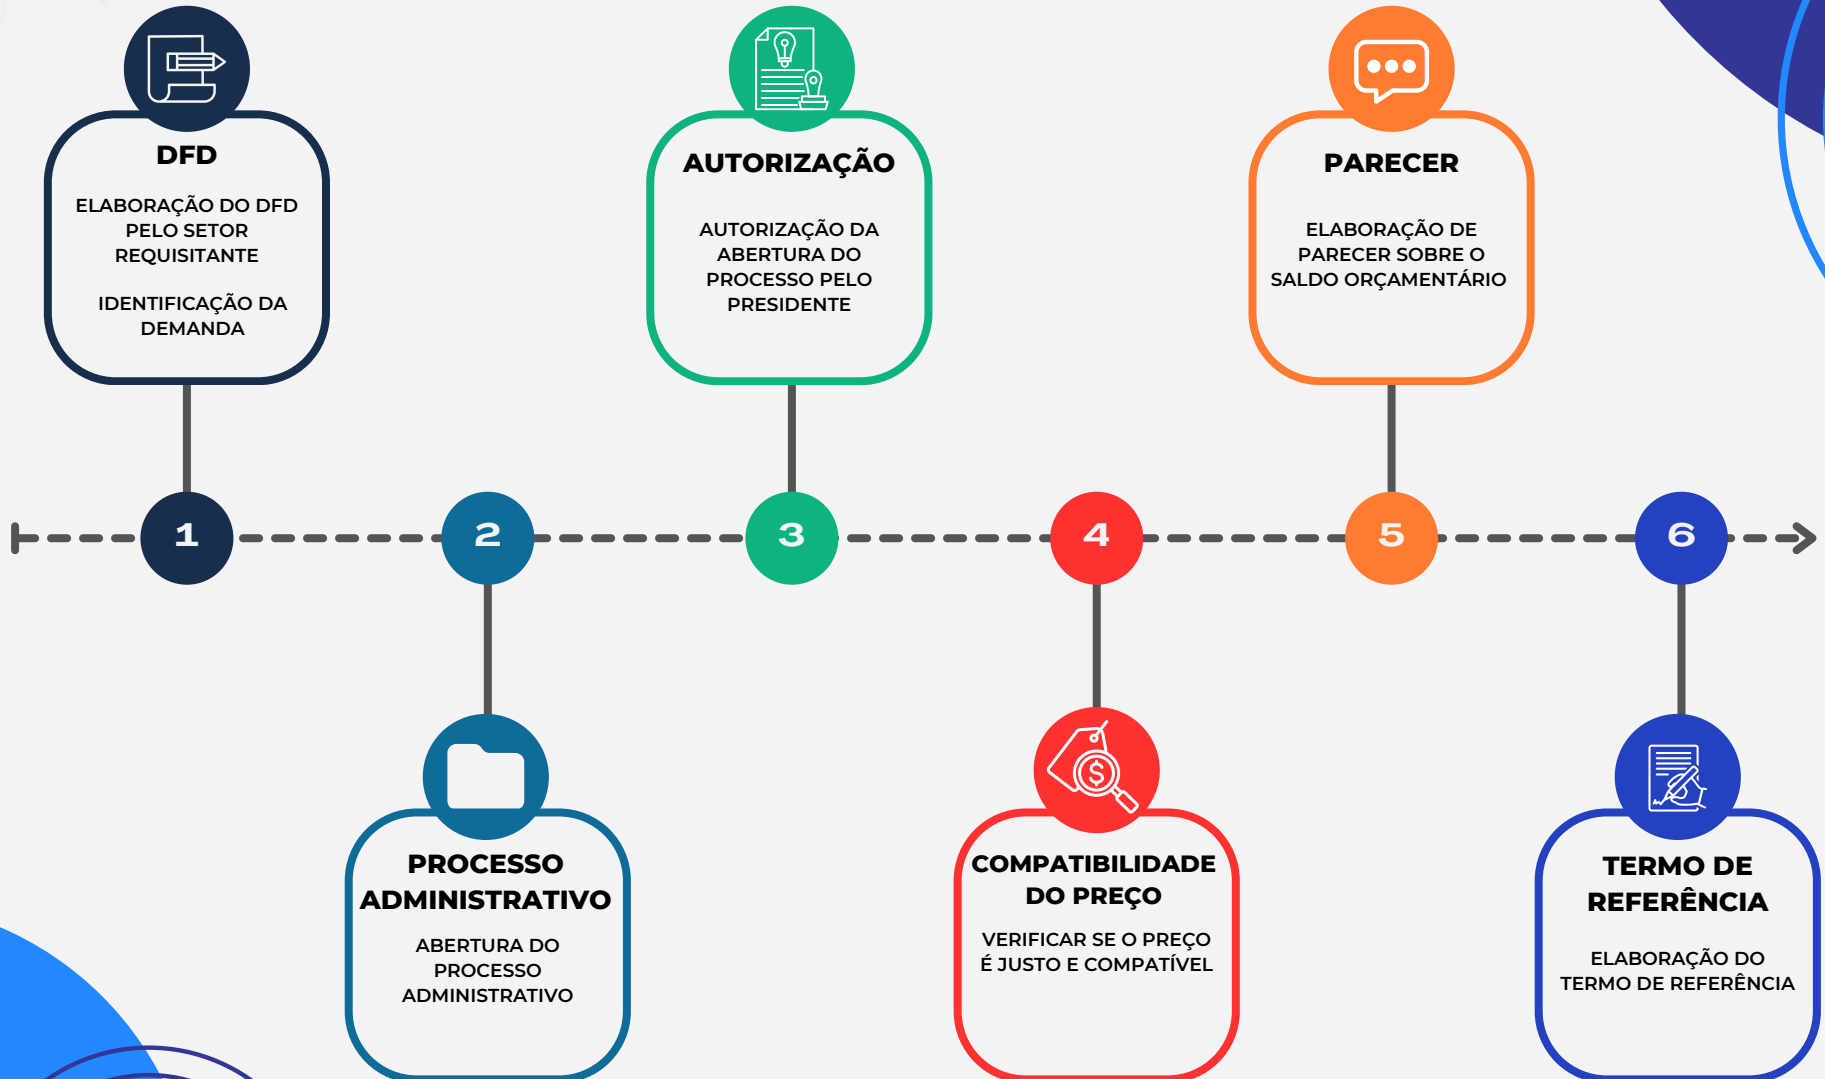 DFD
ELABORAÇÃO DO DFD
PELO SETOR
REQUISITANTE
IDENTIFICAÇÃO DA
DEMANDA
AUTORIZAÇÃO
AUTORIZAÇÃO DA
ABERTURA DO
PROCESSO PELO
PRESIDENTE
PARECER
ELABORAÇÃO DE
PARECER SOBRE O
SALDO ORÇAMENTÁRIO
1
2
3
4
5
6
PROCESSO
ADMINISTRATIVO
ABERTURA DO
PROCESSO
ADMINISTRATIVO
COMPATIBILIDADE
DO PREÇO
VERIFICAR SE O PREÇO
É JUSTO E COMPATÍVEL
$
TERMO DE
REFERÊNCIA
ELABORAÇÃO DO
TERMO DE REFERÊNCIA